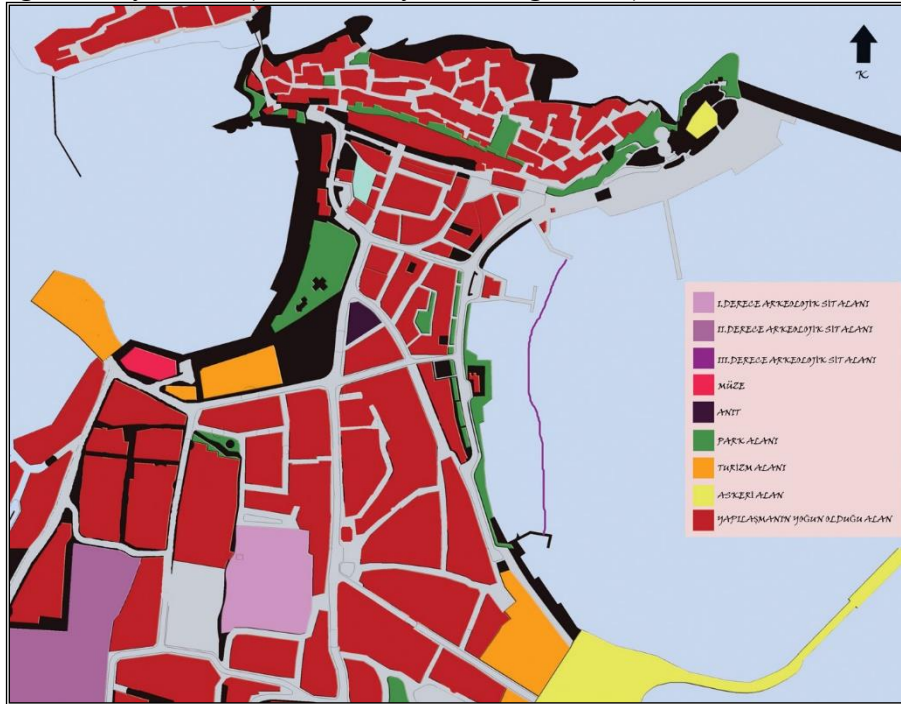 K
I.DERECE ARKEOLOJİK SİT ALANI
II.DERECE ARKEOLOJİK SİT ALANI
III.DERECE ARKEOLOJİK SİT ALANI
MÜZE
ANIT
PARK ALANI
TURİZM ALANI
ASKERİ ALAN
YAPILAŞMANIN YOĞUN OLDUĞU ALAN